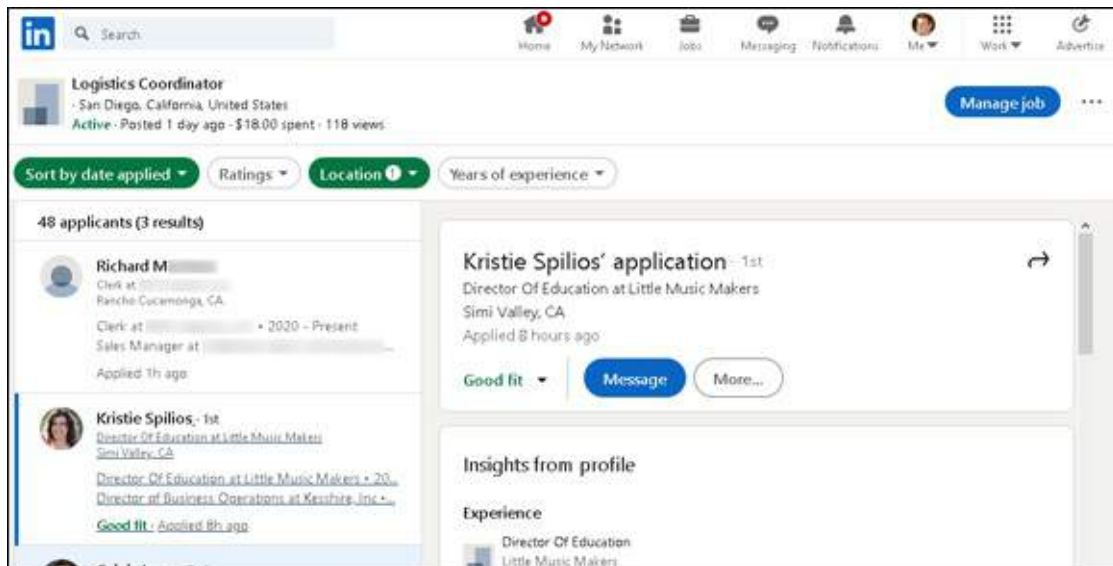 in
Search
Home
My Network
Jobs
Messaging
Notifications
Me
Work
Advertise
Logistics Coordinator
· San Diego, California, United States
Active · Posted 1 day ago · $18.00 spent · 118 views
Manage job
...
Sort by date applied
Ratings
Location 1
Years of experience
48 applicants (3 results)
Richard M
Clerk at
Rancho Cucamonga, CA
Clerk at • 2020 – Present
Sales Manager at ...
Applied 1h ago
Kristie Spilios · 1st
Director Of Education at Little Music Makers
Simi Valley, CA
Director Of Education at Little Music Makers • 20...
Director of Business Operations at Kesshire, Inc •...
Good fit · Applied 8h ago
Kristie Spilios’ application · 1st
Director Of Education at Little Music Makers
Simi Valley, CA
Applied 8 hours ago
Good fit
Message
More...
Insights from profile
Experience
Director Of Education
Little Music Makers